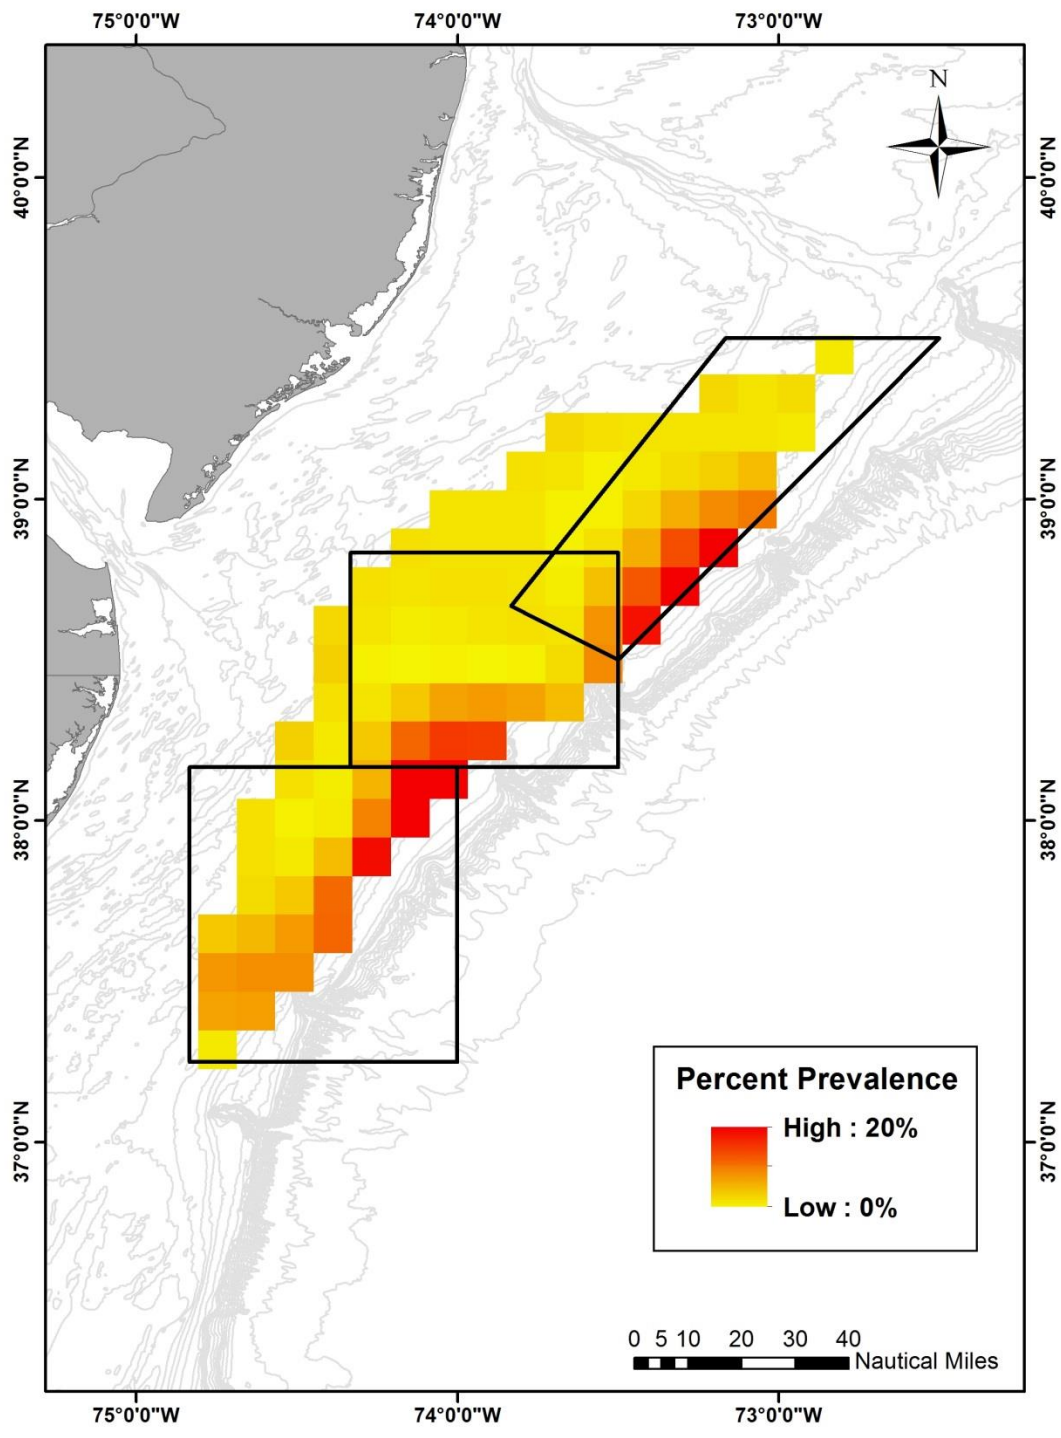 75°0'0"W 74°0'0"W 73°0'0"W
N
40°0'0"N 40°0'0"N
39°0'0"N 39°0'0"N
38°0'0"N 38°0'0"N
37°0'0"N 37°0'0"N
Percent Prevalence
High : 20%
Low : 0%
0 5 10 20 30 40
Nautical Miles
75°0'0"W 74°0'0"W 73°0'0"W